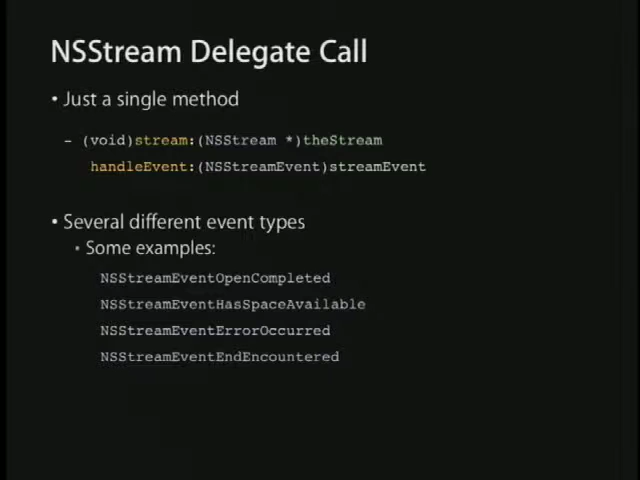 NSStream Delegate Call
• Just a single method
- (void)stream:(NSStream *)theStream
handleEvent:(NSStreamEvent)streamEvent
• Several different event types
• Some examples:
NSStreamEventOpenCompleted
NSStreamEventHasSpaceAvailable
NSStreamEventErrorOccurred
NSStreamEventEndEncountered